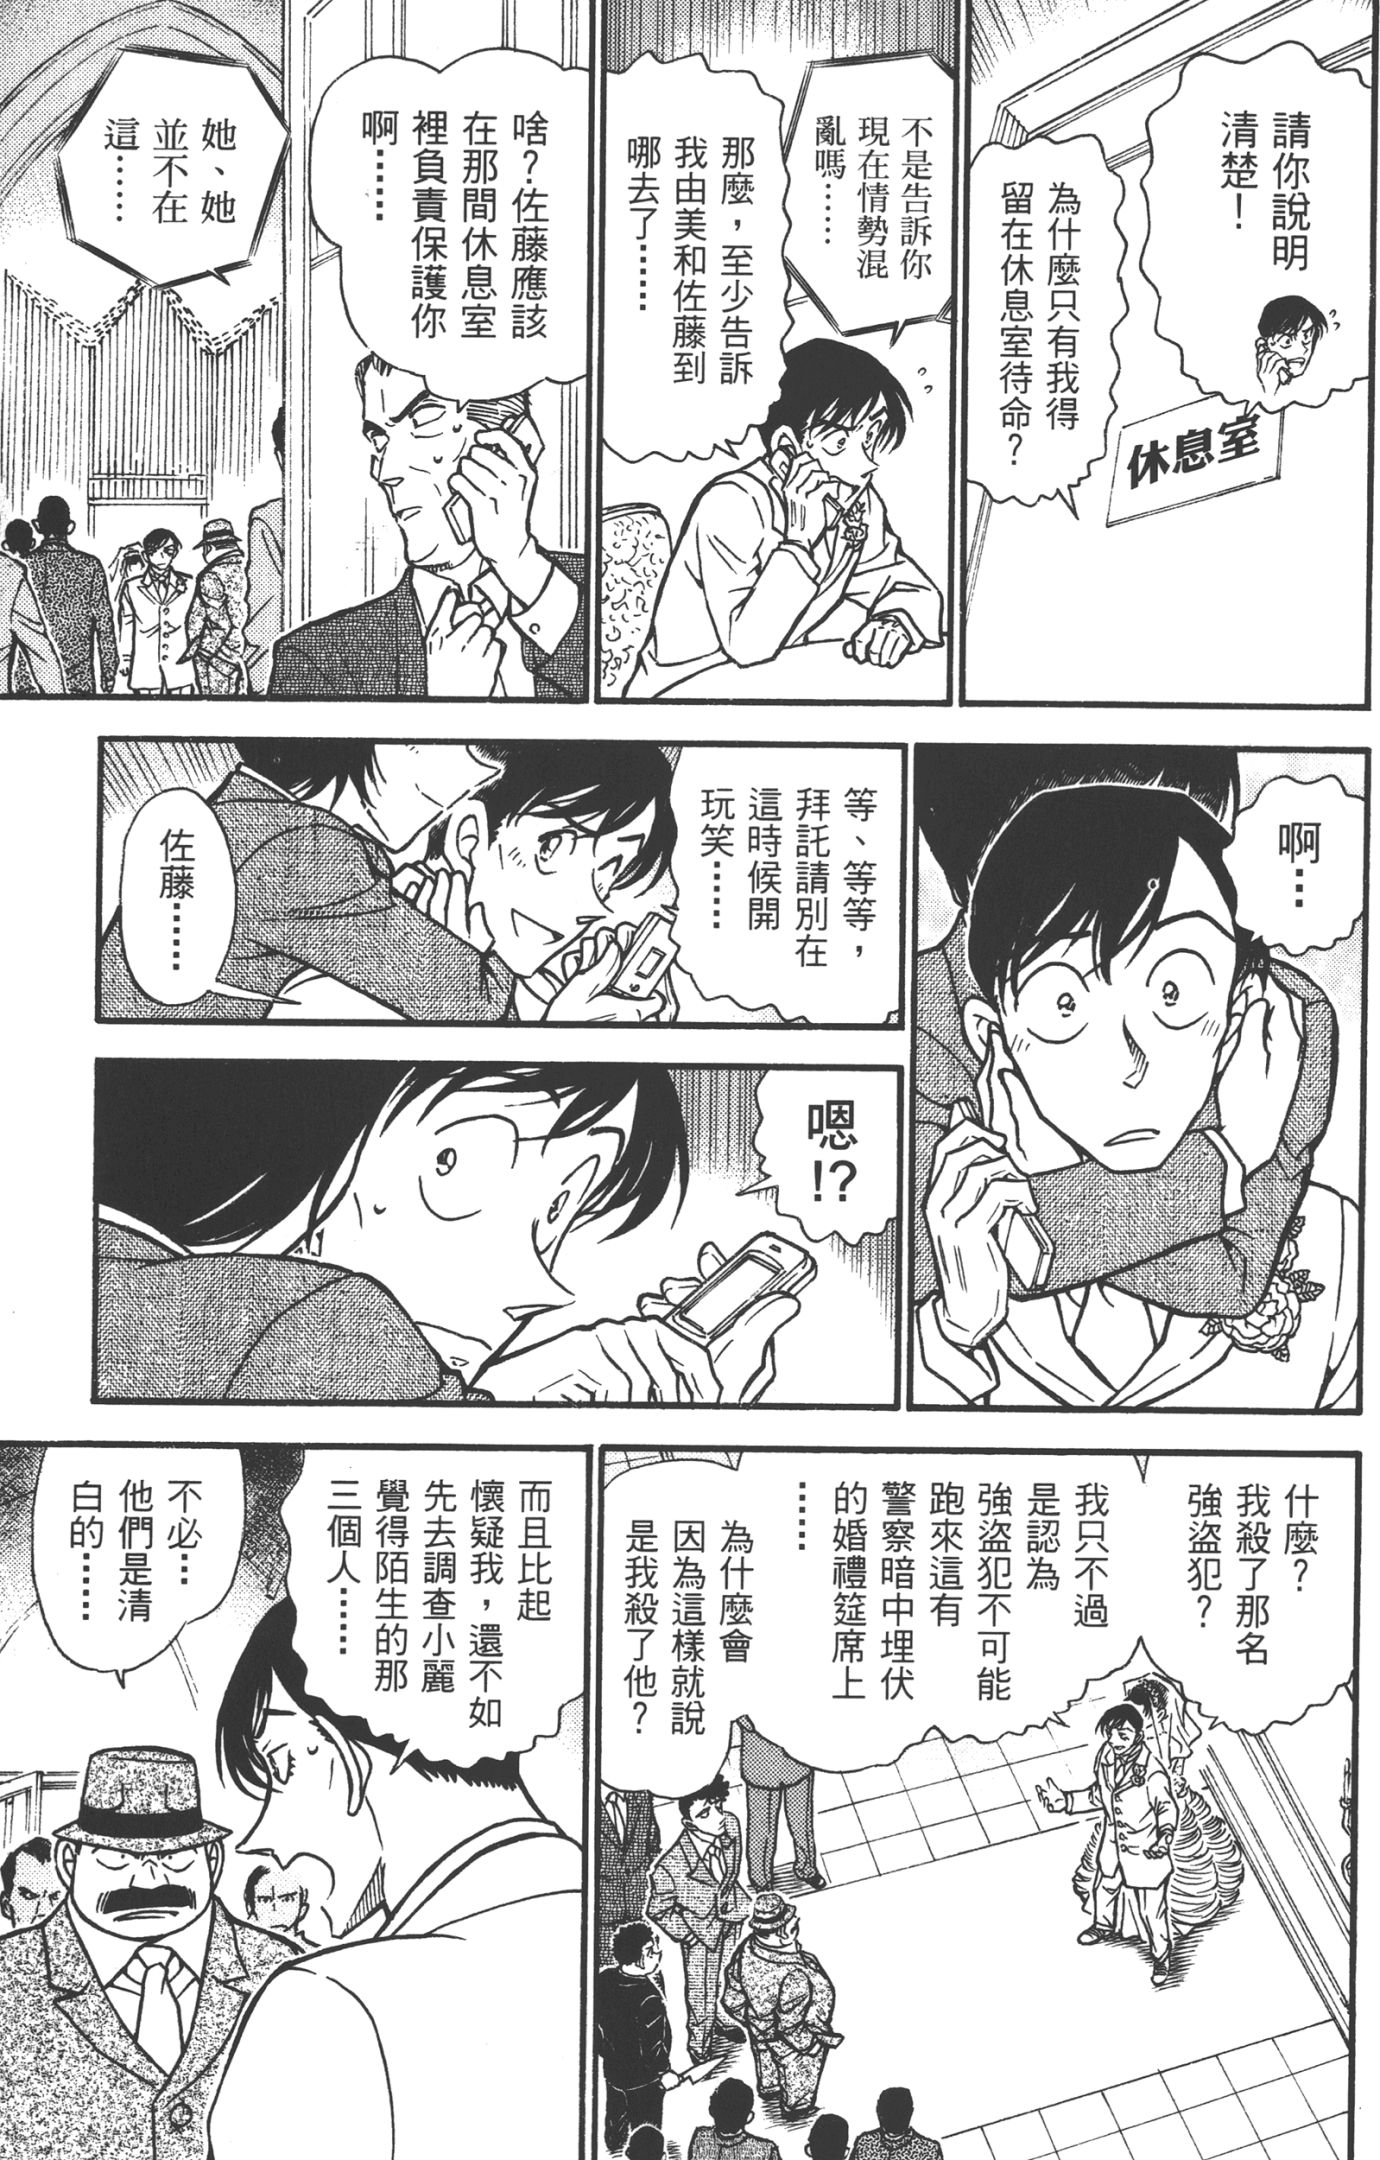 請你說明
清楚！
為什麼只有我得
留在休息室待命？
休息室
不是告訴你
現在情勢混
亂嗎……
那麼，至少告訴
我由美和佐藤到
哪去了……
啥？佐藤應該
在那間休息室
裡負責保護你
啊……
她、她
並不在
這……
啊…
等、等等，
拜託請別在
這時候開
玩笑……
佐藤……
嗯!?
什麼？
我殺了那名
強盜犯？
我只不過
是認為
強盜犯不可能
跑來這有
警察暗中埋伏
的婚禮筵席上
……
為什麼會
因為這樣就說
是我殺了他？
而且比起
懷疑我，還不如
先去調查小麗
覺得陌生的那
三個人……
不必…
他們是清
白的……